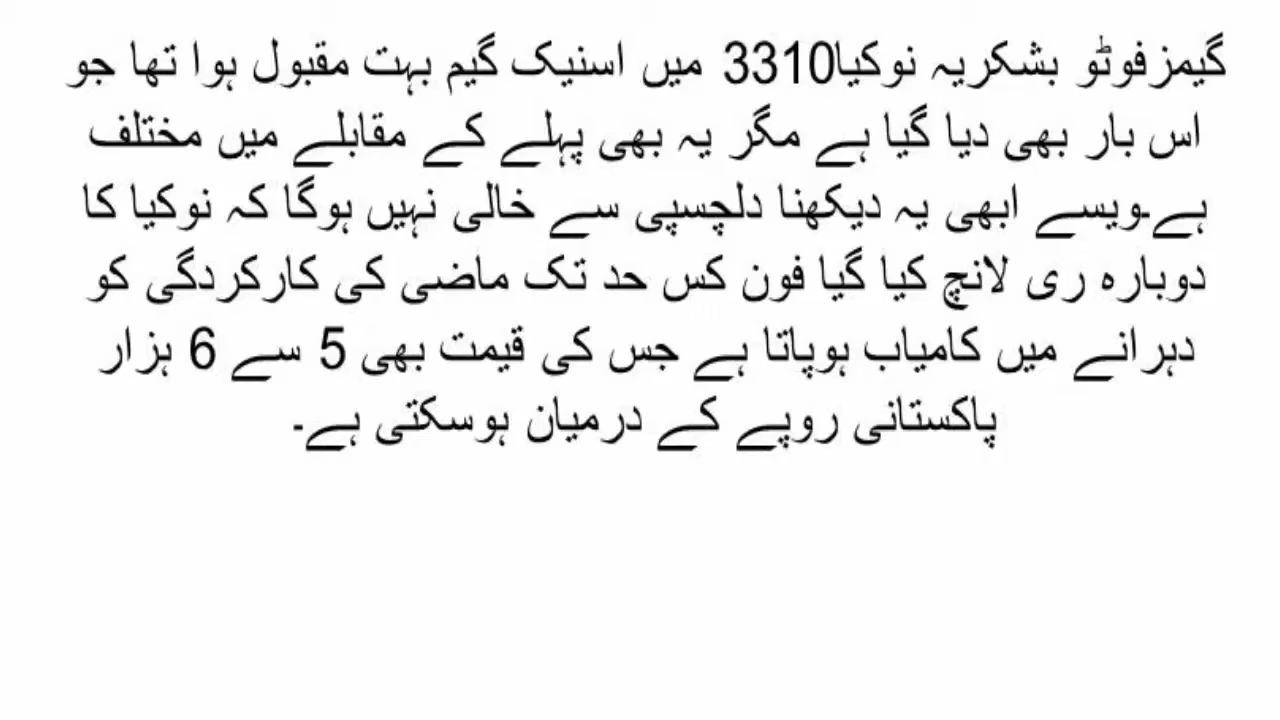 گیمزفوٹو بشکریہ نوکیا3310 میں اسنیک گیم بہت مقبول ہوا تھا جو
اس بار بھی دیا گیا ہے مگر یہ بھی پہلے کے مقابلے میں مختلف
ہے۔ویسے ابھی یہ دیکھنا دلچسپی سے خالی نہیں ہوگا کہ نوکیا کا
دوبارہ ری لانچ کیا گیا فون کس حد تک ماضی کی کارکردگی کو
دہرانے میں کامیاب ہوپاتا ہے جس کی قیمت بھی 5 سے 6 ہزار
پاکستانی روپے کے درمیان ہوسکتی ہے۔